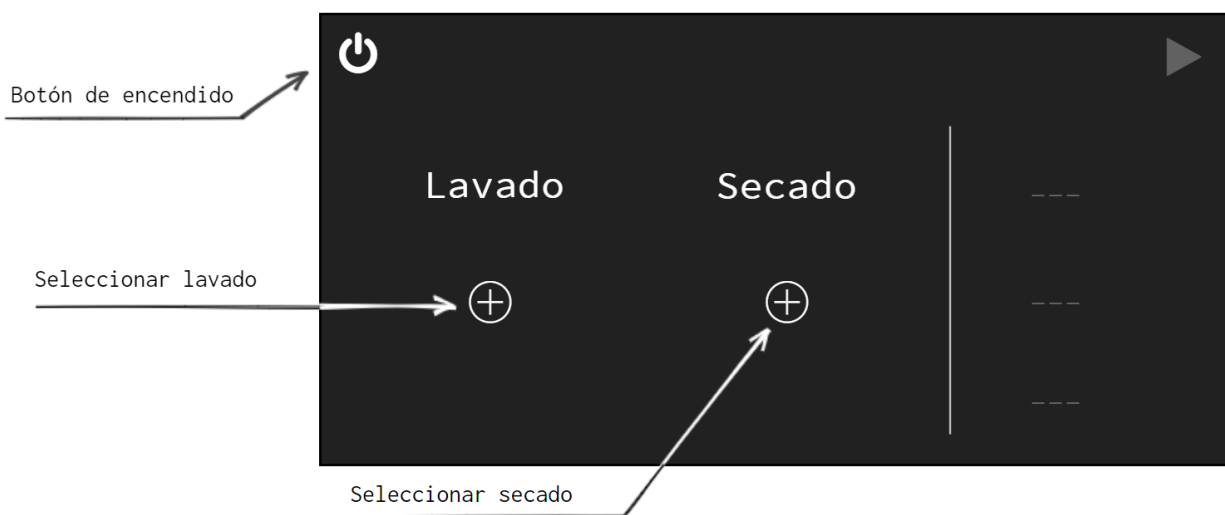 Botón de encendido
Lavado Secado
---
Seleccionar lavado
---
---
Seleccionar secado